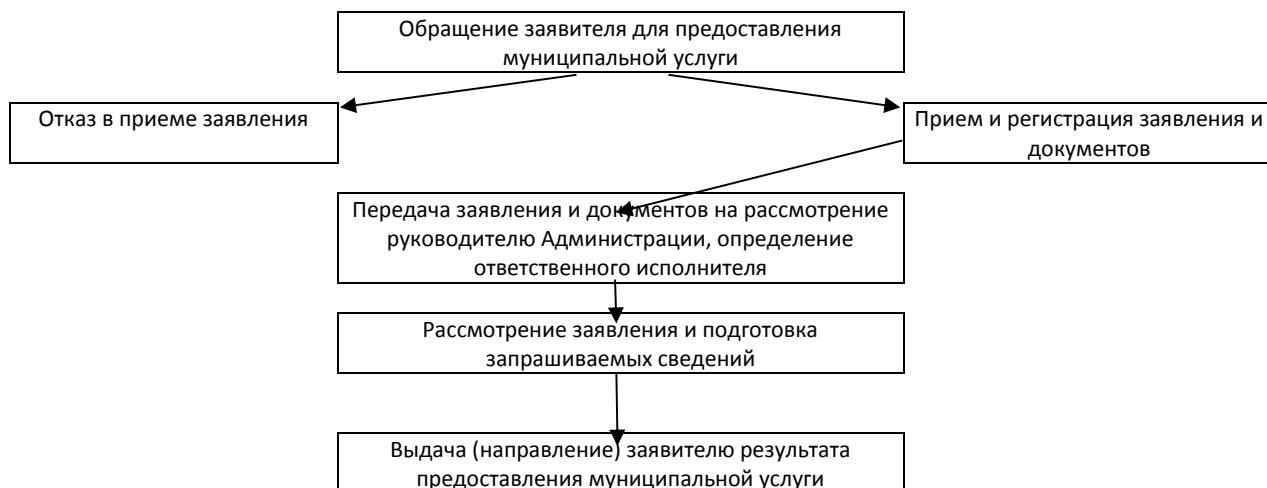 Обращение заявителя для предоставления
муниципальной услуги
Отказ в приеме заявления
Прием и регистрация заявления и
документов
Передача заявления и документов на рассмотрение
руководителю Администрации, определение
ответственного исполнителя
Рассмотрение заявления и подготовка
запрашиваемых сведений
Выдача (направление) заявителю результата
предоставления муниципальной услуги